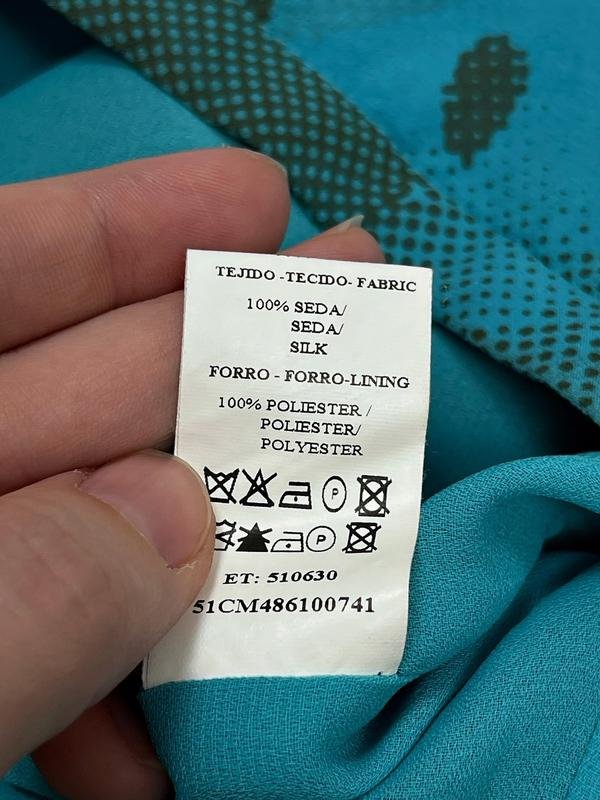 TEJIDO -TECIDO- FABRIC
100% SEDA/
SEDA/
SILK
FORRO - FORRO-LINING
100% POLIESTER /
POLIESTER/
POLYESTER
P
P
ET: 510630
51CM486100741